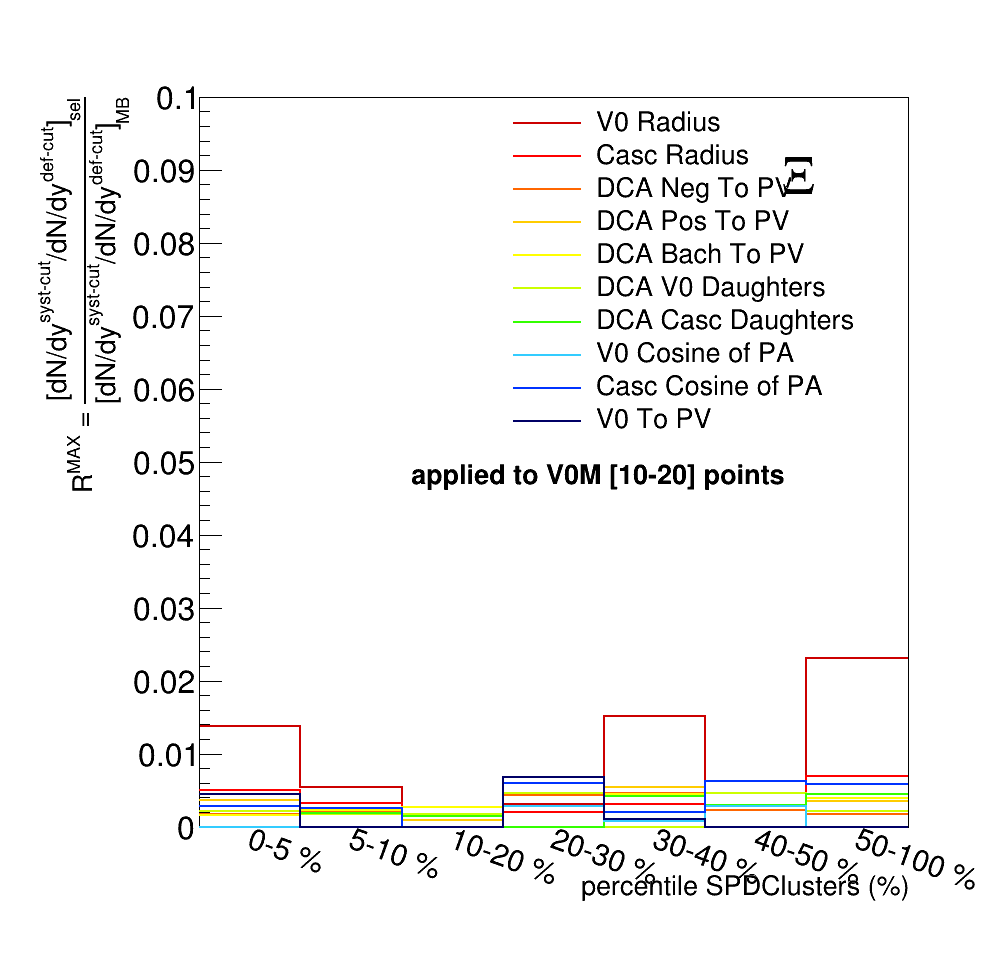 R^MAX = [dN/dy^syst-cut/dN/dy^def-cut]_sel / [dN/dy^syst-cut/dN/dy^def-cut]_MB
0.1
0.09
0.08
0.07
0.06
0.05
0.04
0.03
0.02
0.01
0
V0 Radius
Casc Radius
DCA Neg To PV
DCA Pos To PV
DCA Bach To PV
DCA V0 Daughters
DCA Casc Daughters
V0 Cosine of PA
Casc Cosine of PA
V0 To PV
Ξ
applied to V0M [10-20] points
0-5 %
5-10 %
10-20 %
20-30 %
30-40 %
40-50 %
50-100 %
percentile SPDClusters (%)